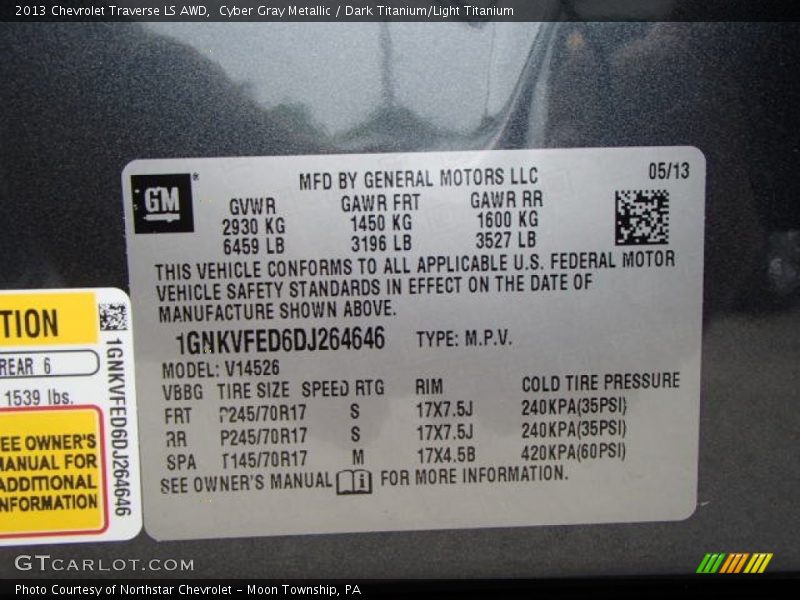 2013 Chevrolet Traverse LS AWD,  Cyber Gray Metallic / Dark Titanium/Light Titanium
GM
MFD BY GENERAL MOTORS LLC 05/13
GVWR GAWR FRT GAWR RR
2930 KG 1450 KG 1600 KG
6459 LB 3196 LB 3527 LB
THIS VEHICLE CONFORMS TO ALL APPLICABLE U.S. FEDERAL MOTOR
VEHICLE SAFETY STANDARDS IN EFFECT ON THE DATE OF
MANUFACTURE SHOWN ABOVE.
1GNKVFED6DJ264646 TYPE: M.P.V.
MODEL: V14526
VBBG TIRE SIZE SPEED RTG RIM COLD TIRE PRESSURE
FRT P245/70R17 S 17X7.5J 240KPA(35PSI)
RR P245/70R17 S 17X7.5J 240KPA(35PSI)
SPA T145/70R17 M 17X4.5B 420KPA(60PSI)
SEE OWNER'S MANUAL FOR MORE INFORMATION.
TION
REAR 6
1539 lbs.
EE OWNER'S
MANUAL FOR
ADDITIONAL
NFORMATION
1GNKVFED6DJ264646
GTCARLOT.COM
Photo Courtesy of Northstar Chevrolet - Moon Township, PA